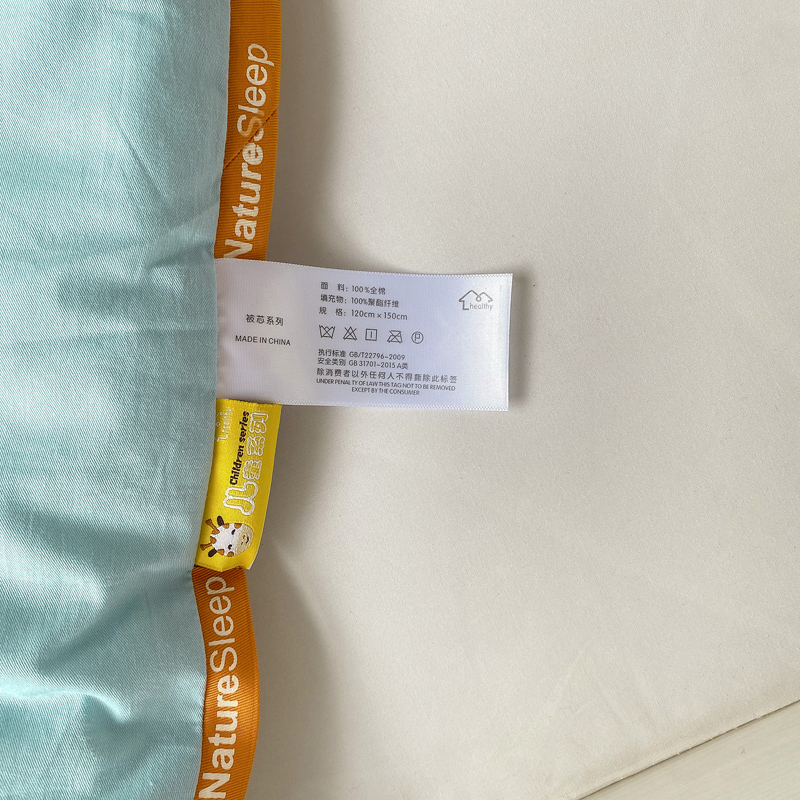 NatureSleep
被芯系列
MADE IN CHINA
面 料：100%全棉
填充物：100%聚酯纤维
规 格：120cm x 150cm
healthy
执行标准 GB/T22796-2009
安全类别 GB 31701-2015 A类
除消费者以外任何人不得撕除此标签
UNDER PENALTY OF LAW THIS TAG NOT TO BE REMOVED
EXCEPT BY THE CONSUMER
Children series
儿童系列
NatureSleep